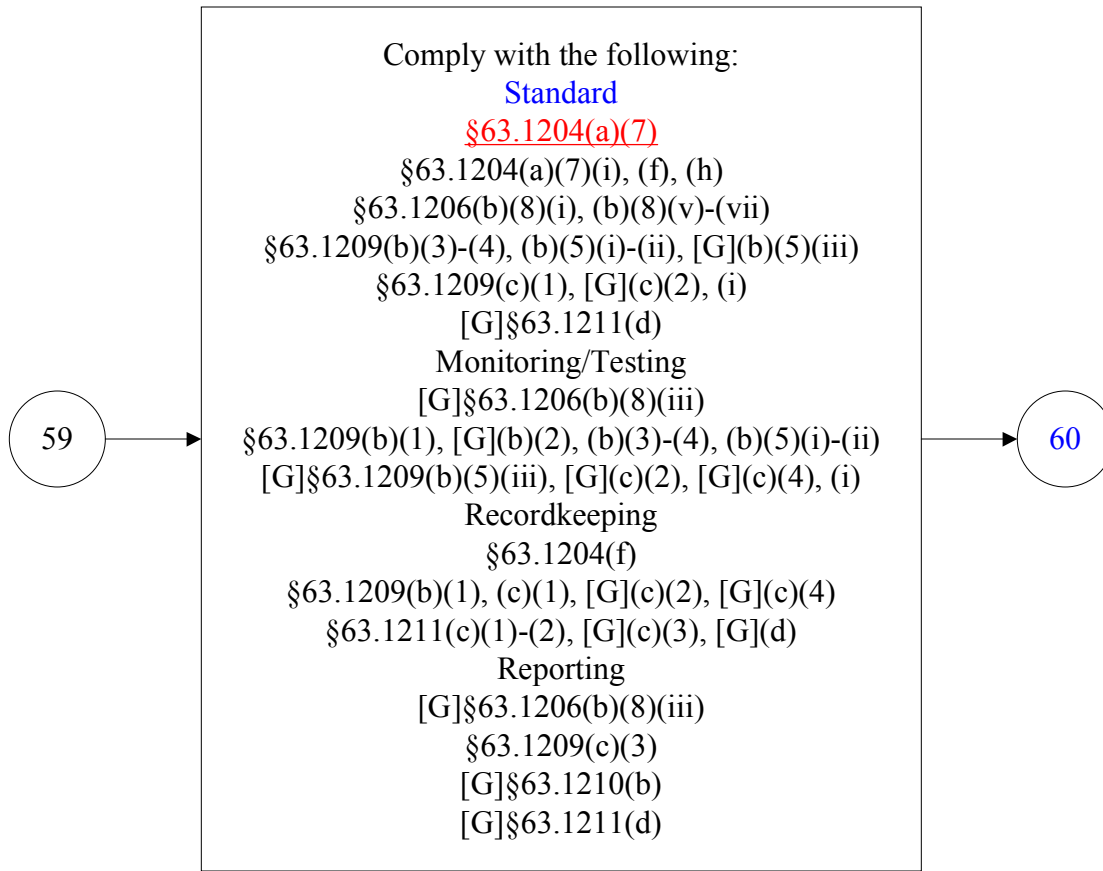 Comply with the following:
Standard
§63.1204(a)(7)
§63.1204(a)(7)(i), (f), (h)
§63.1206(b)(8)(i), (b)(8)(v)-(vii)
§63.1209(b)(3)-(4), (b)(5)(i)-(ii), [G](b)(5)(iii)
§63.1209(c)(1), [G](c)(2), (i)
[G]§63.1211(d)
Monitoring/Testing
[G]§63.1206(b)(8)(iii)
59
§63.1209(b)(1), [G](b)(2), (b)(3)-(4), (b)(5)(i)-(ii)
60
[G]§63.1209(b)(5)(iii), [G](c)(2), [G](c)(4), (i)
Recordkeeping
§63.1204(f)
§63.1209(b)(1), (c)(1), [G](c)(2), [G](c)(4)
§63.1211(c)(1)-(2), [G](c)(3), [G](d)
Reporting
[G]§63.1206(b)(8)(iii)
§63.1209(c)(3)
[G]§63.1210(b)
[G]§63.1211(d)